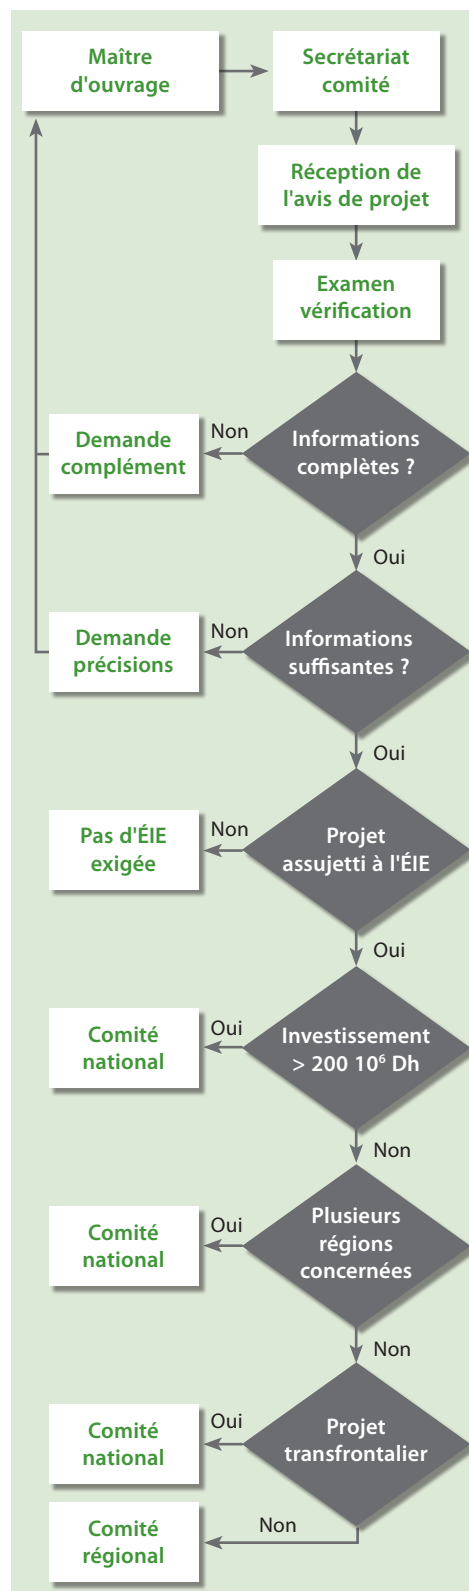 Maître
d'ouvrage
Secrétariat
comité
Réception de
l'avis de projet
Examen
vérification
Demande
complément
Non
Informations
complètes ?
Oui
Demande
précisions
Non
Informations
suffisantes ?
Oui
Pas d'ÉIE
exigée
Non
Projet
assujetti à l'ÉIE
Oui
Comité
national
Oui
Investissement
> 200 10⁶ Dh
Non
Comité
national
Oui
Plusieurs
régions
concernées
Non
Comité
national
Oui
Projet
transfrontalier
Comité
régional
Non